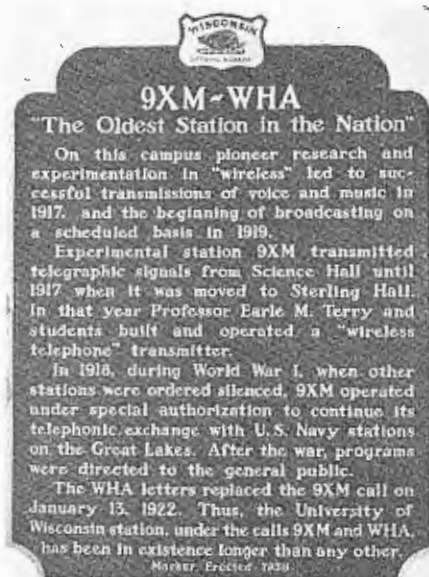 WISCONSIN
9XM-WHA
"The Oldest Station in the Nation"
On this campus pioneer research and
experimentation in "wireless" led to suc-
cessful transmissions of voice and music in
1917, and the beginning of broadcasting on
a scheduled basis in 1919.
Experimental station 9XM transmitted
telegraphic signals from Science Hall until
1917 when it was moved to Sterling Hall.
In that year Professor Earle M. Terry and
students built and operated a "wireless
telephone" transmitter.
In 1918, during World War I, when other
stations were ordered silenced, 9XM operated
under special authorization to continue its
telephonic exchange with U.S. Navy stations
on the Great Lakes. After the war, programs
were directed to the general public.
The WHA letters replaced the 9XM call on
January 13, 1922. Thus, the University of
Wisconsin station, under the calls 9XM and WHA,
has been in existence longer than any other.
Marker Erected 1958